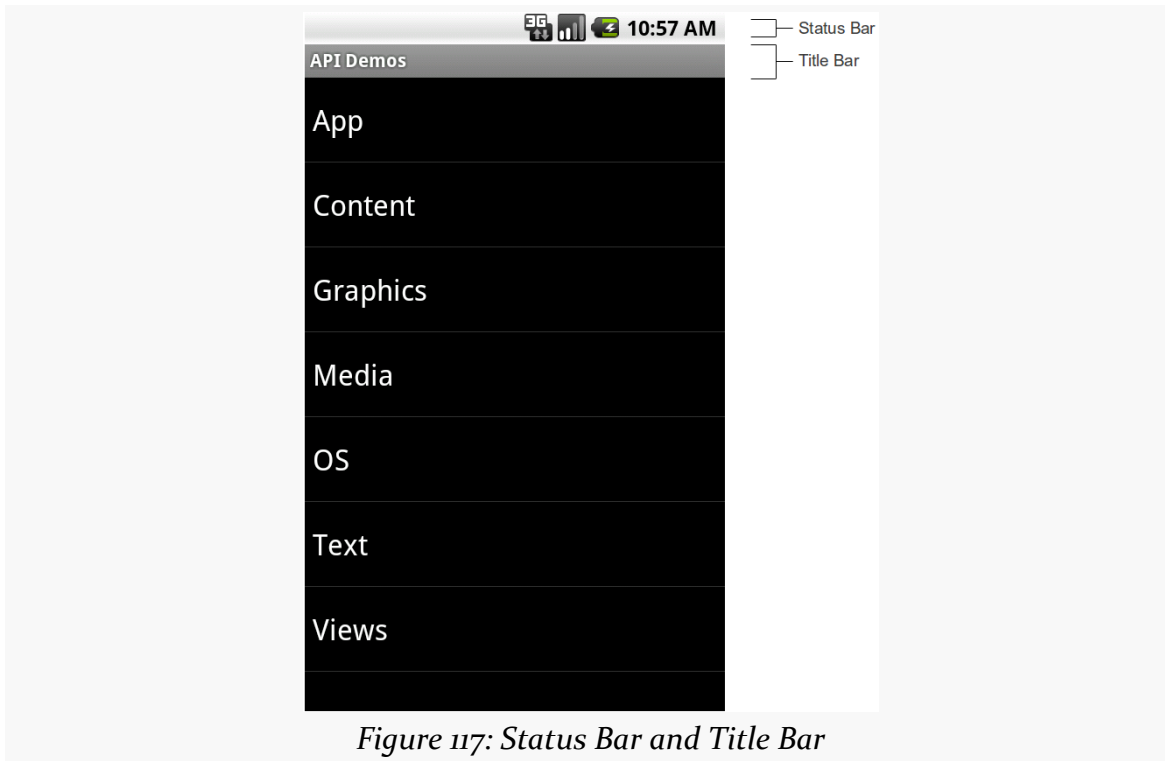 3G 10:57 AM
Status Bar
API Demos
Title Bar
App
Content
Graphics
Media
OS
Text
Views
Figure 117: Status Bar and Title Bar